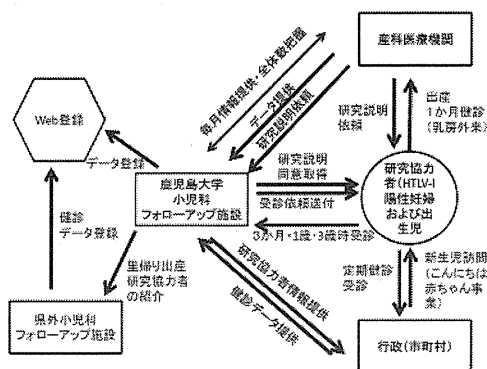 産科医療機関
毎月情報提供・全体数把握
データ提供
研究説明依頼
Web登録
データ登録
研究説明
依頼
出産
1か月健診
(乳房外来)
鹿児島大学
小児科
フォローアップ施設
研究説明
同意取得
受診依頼送付
研究協力
者(HTLV-I
陽性妊婦
および出
生児
健診
データ登録
3か月・1歳・3歳時受診
里帰り出産
研究協力者
の紹介
研究協力者情報提供
健診データ提供
定期健診
受診
新生児訪問
(こんにちは
赤ちゃん事
業)
県外小児科
フォローアップ施設
行政(市町村)